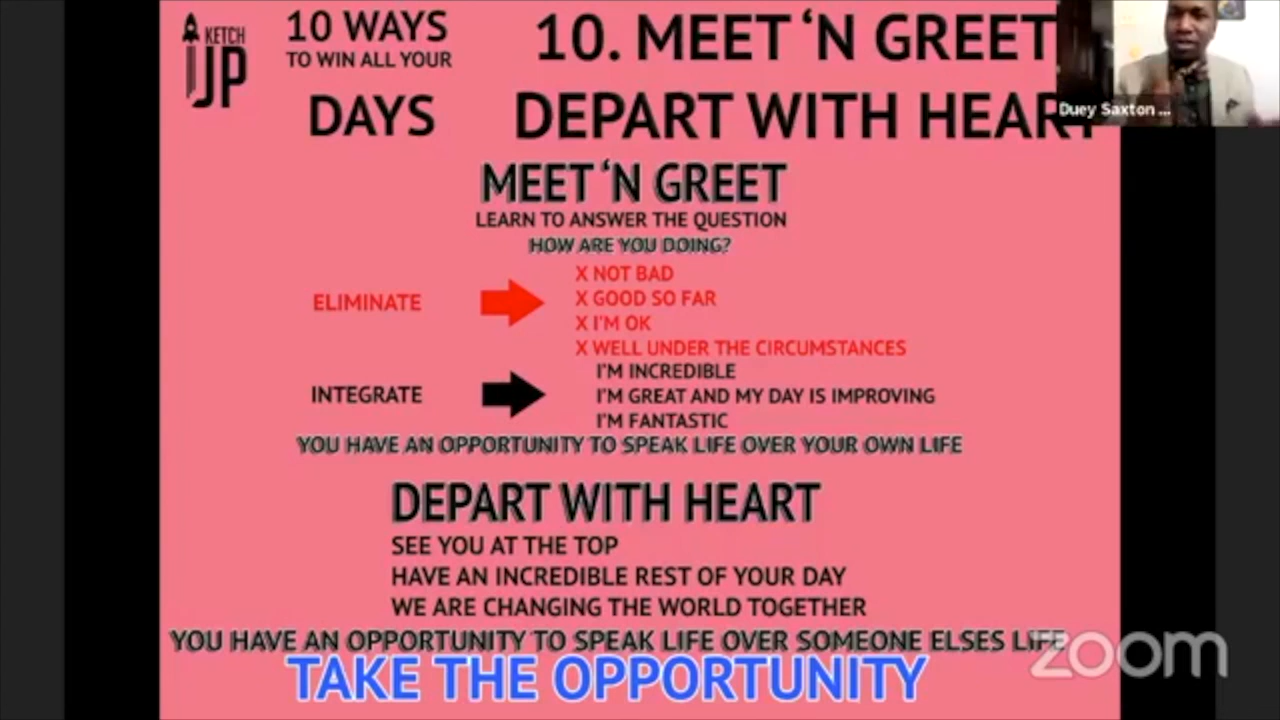 KETCH
UP
10 WAYS
TO WIN ALL YOUR
DAYS
10. MEET ‘N GREET
DEPART WITH HEART
Duey Saxton ...
MEET ‘N GREET
LEARN TO ANSWER THE QUESTION
HOW ARE YOU DOING?
ELIMINATE
X NOT BAD
X GOOD SO FAR
X I'M OK
X WELL UNDER THE CIRCUMSTANCES
INTEGRATE
I'M INCREDIBLE
I'M GREAT AND MY DAY IS IMPROVING
I'M FANTASTIC
YOU HAVE AN OPPORTUNITY TO SPEAK LIFE OVER YOUR OWN LIFE
DEPART WITH HEART
SEE YOU AT THE TOP
HAVE AN INCREDIBLE REST OF YOUR DAY
WE ARE CHANGING THE WORLD TOGETHER
YOU HAVE AN OPPORTUNITY TO SPEAK LIFE OVER SOMEONE ELSES LIFE
TAKE THE OPPORTUNITY
zoom